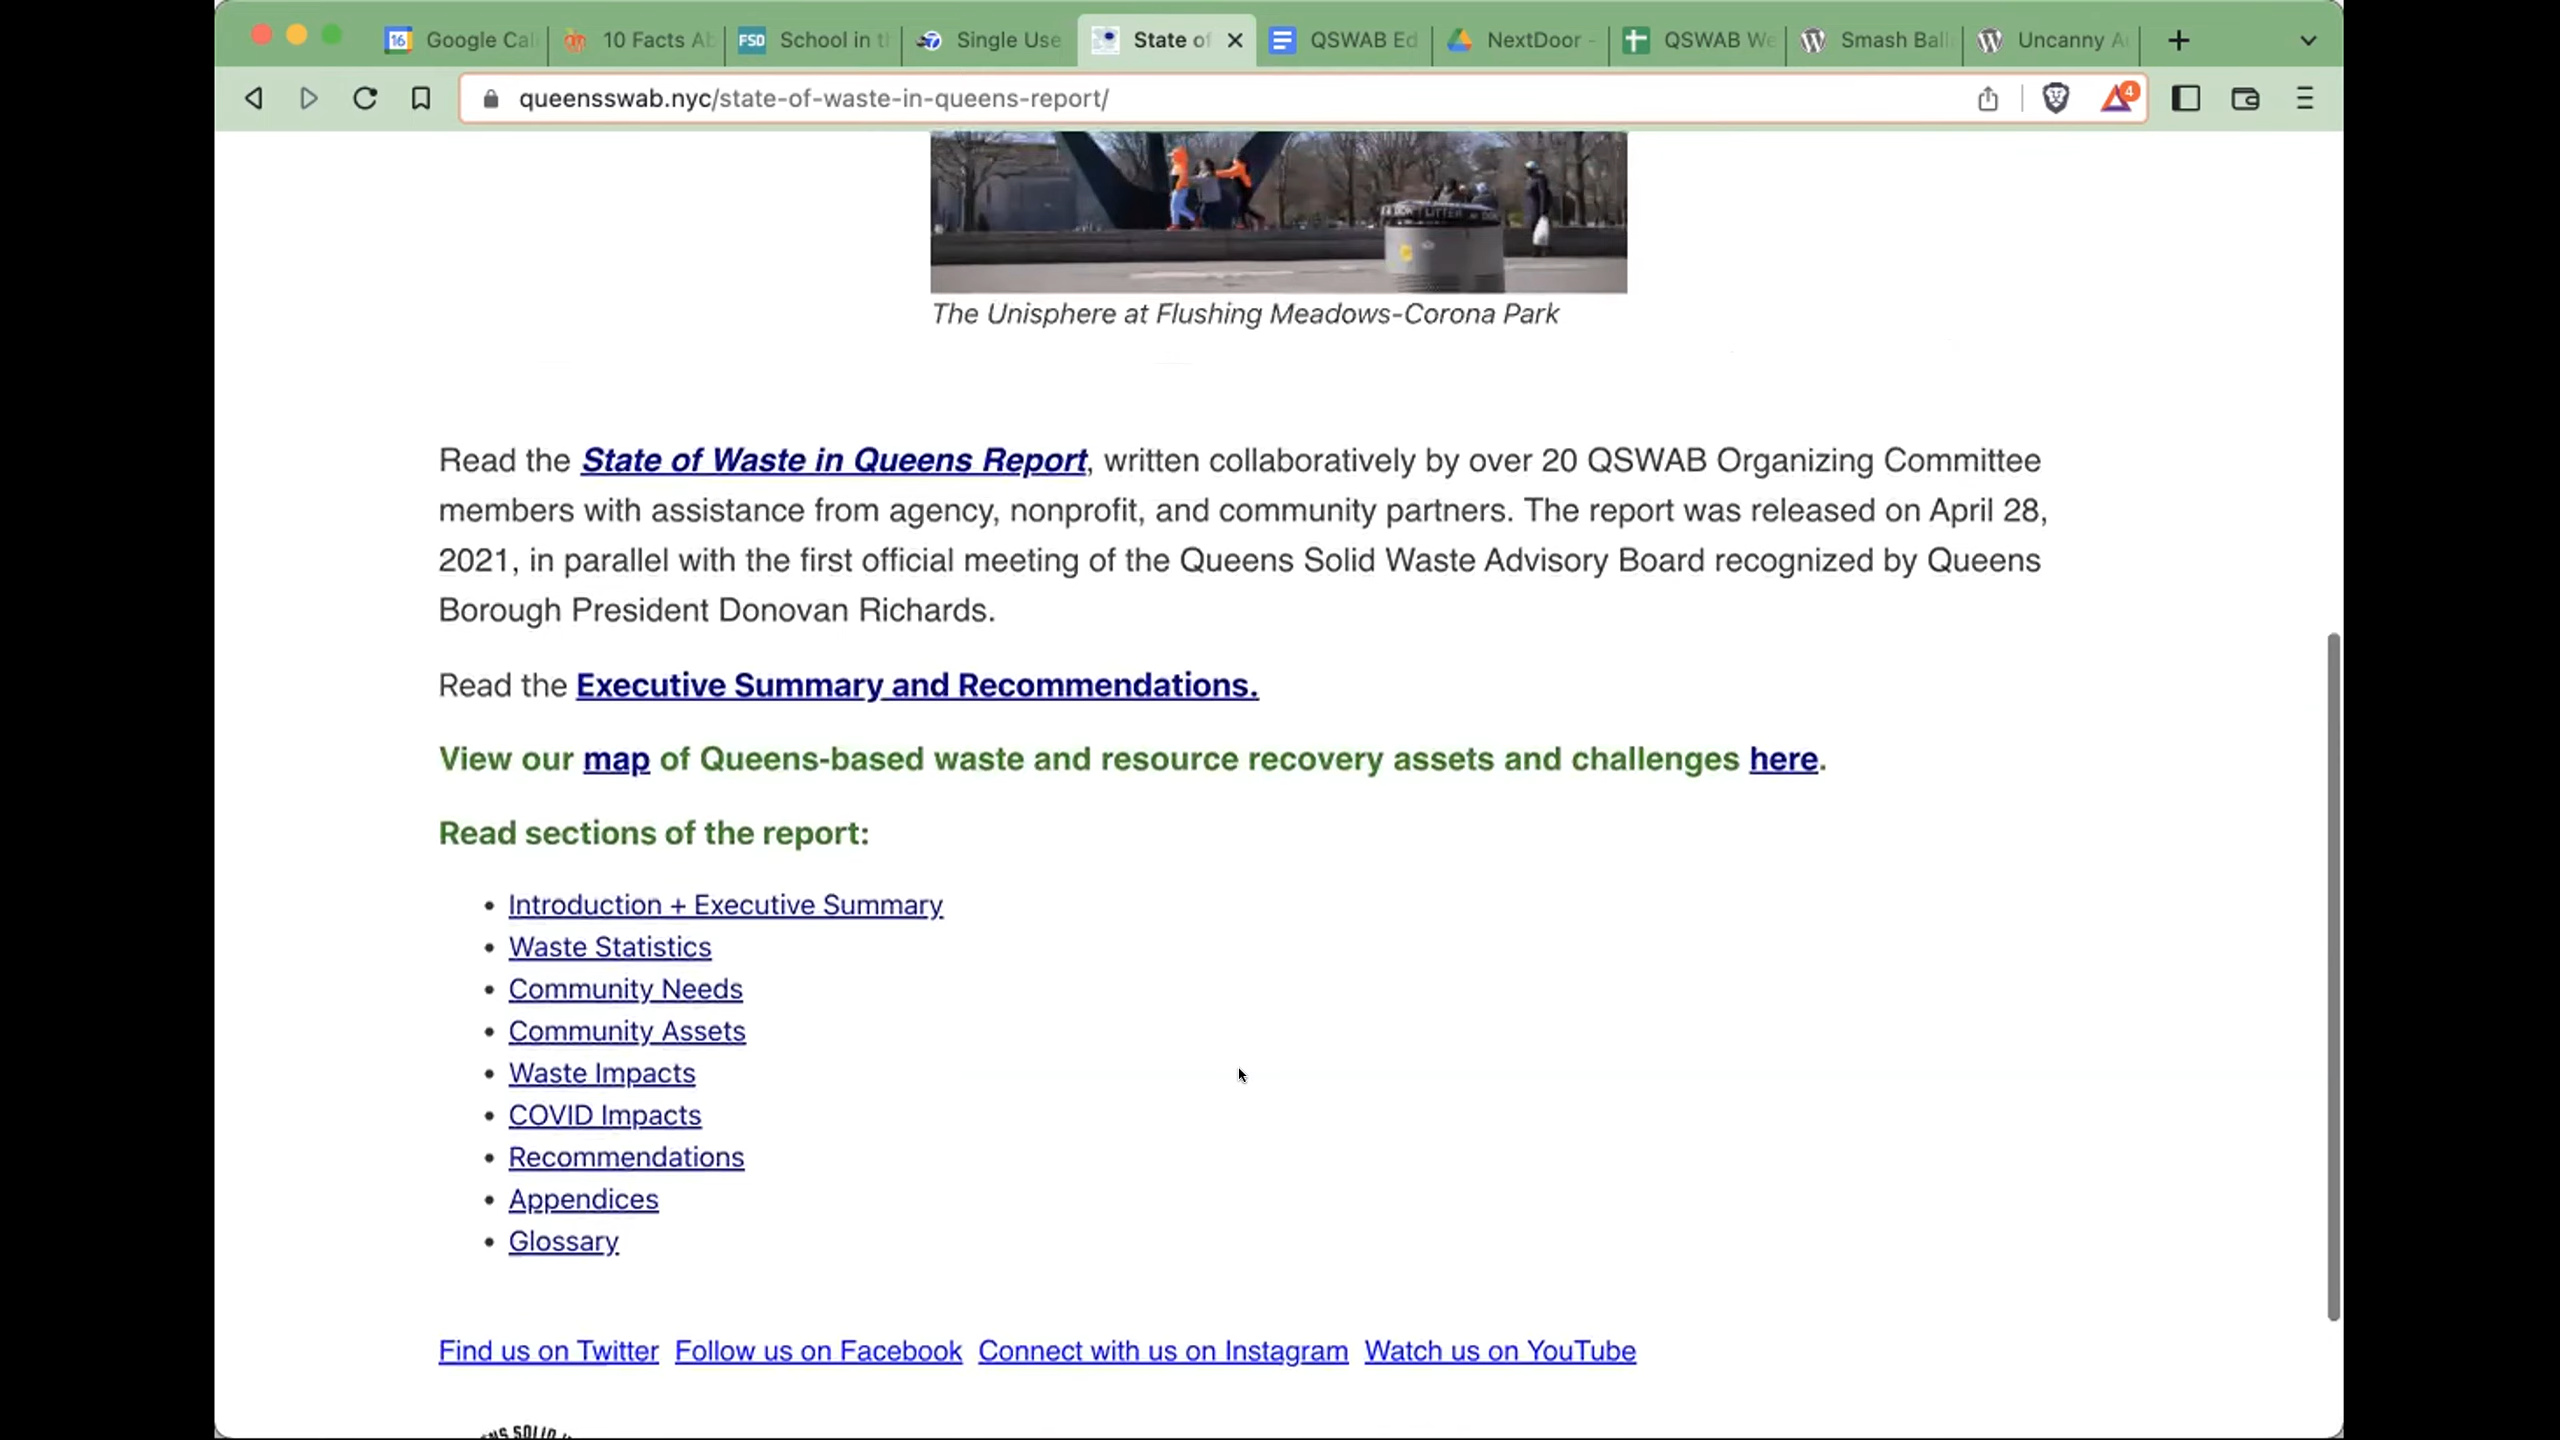 16 Google Cal 10 Facts Ab FSD School in th Single Use State of QSWAB Ed NextDoor - QSWAB We Smash Ball Uncanny A
queensswab.nyc/state-of-waste-in-queens-report/ 4
LITTER
The Unisphere at Flushing Meadows-Corona Park
Read the State of Waste in Queens Report, written collaboratively by over 20 QSWAB Organizing Committee
members with assistance from agency, nonprofit, and community partners. The report was released on April 28,
2021, in parallel with the first official meeting of the Queens Solid Waste Advisory Board recognized by Queens
Borough President Donovan Richards.
Read the Executive Summary and Recommendations.
View our map of Queens-based waste and resource recovery assets and challenges here.
Read sections of the report:
• Introduction + Executive Summary
• Waste Statistics
• Community Needs
• Community Assets
• Waste Impacts
• COVID Impacts
• Recommendations
• Appendices
• Glossary
Find us on Twitter Follow us on Facebook Connect with us on Instagram Watch us on YouTube
NS SOLID